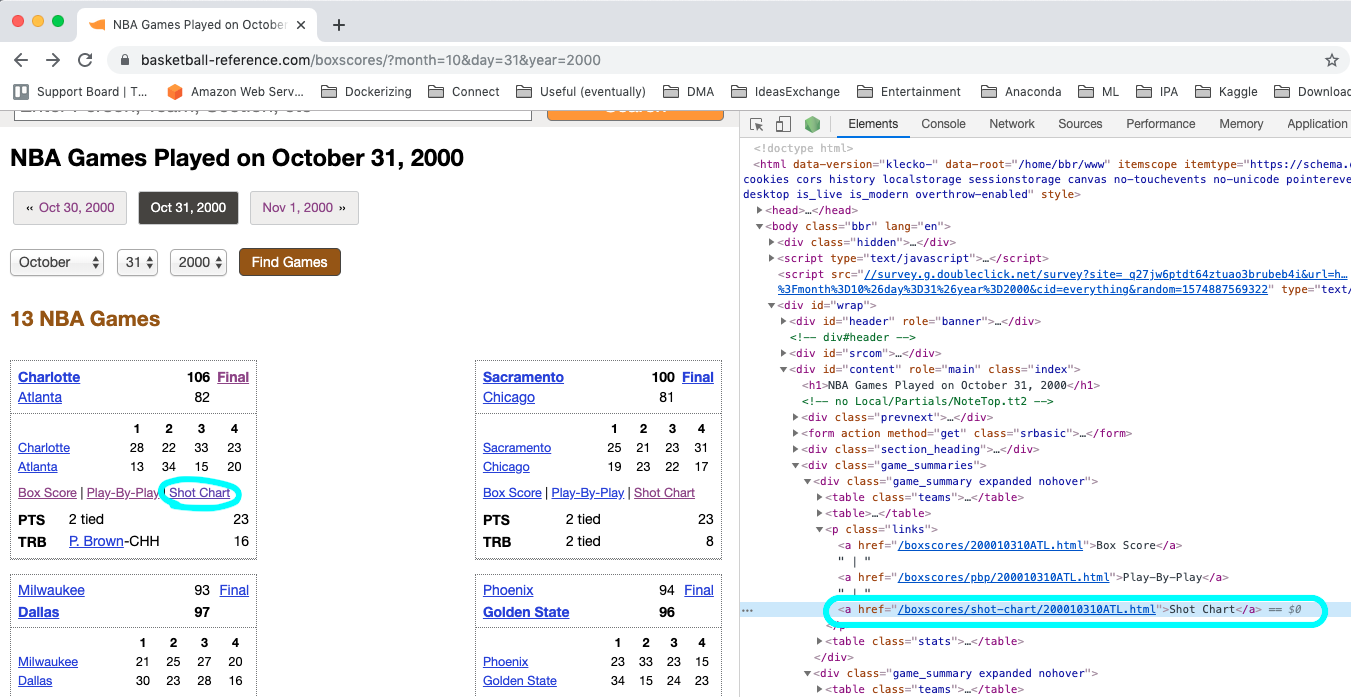 NBA Games Played on October
basketball-reference.com/boxscores/?month=10&day=31&year=2000
Support Board | T... Amazon Web Serv... Dockerizing Connect Useful (eventually) DMA IdeasExchange Entertainment Anaconda ML IPA Kaggle Download
Elements Console Network Sources Performance Memory Application
NBA Games Played on October 31, 2000
« Oct 30, 2000 Oct 31, 2000 Nov 1, 2000 »
October 31 2000 Find Games
13 NBA Games
Charlotte 106 Final
Atlanta 82
1 2 3 4
Charlotte 28 22 33 23
Atlanta 13 34 15 20
Box Score | Play-By-Play | Shot Chart
PTS 2 tied 23
TRB P. Brown-CHH 16
Sacramento 100 Final
Chicago 81
1 2 3 4
Sacramento 25 21 23 31
Chicago 19 23 22 17
Box Score | Play-By-Play | Shot Chart
PTS 2 tied 23
TRB 2 tied 8
Milwaukee 93 Final
Dallas 97
1 2 3 4
Milwaukee 21 25 27 20
Dallas 30 23 28 16
Phoenix 94 Final
Golden State 96
1 2 3 4
Phoenix 23 33 23 15
Golden State 34 15 24 23
<!doctype html>
<html data-version="klecko-" data-root="/home/bbr/www" itemscope itemtype="https://schema.
cookies cors history localstorage sessionstorage canvas no-touchevents no-unicode pointereve
desktop is_live is_modern overthrow-enabled" style>
<head>…</head>
<body class="bbr" lang="en">
<div class="hidden">…</div>
<script type="text/javascript">…</script>
<script src="//survey.g.doubleclick.net/survey?site=_q27jw6ptdt64ztuao3brubeb4i&url=h…
%3Fmonth%3D10%26day%3D31%26year%3D2000&cid=everything&random=1574887569322" type="text/
<div id="wrap">
<div id="header" role="banner">…</div>
<!-- div#header -->
<div id="srcom">…</div>
<div id="content" role="main" class="index">
<h1>NBA Games Played on October 31, 2000</h1>
<!-- no Local/Partials/NoteTop.tt2 -->
<div class="prevnext">…</div>
<form action method="get" class="srbasic">…</form>
<div class="section_heading">…</div>
<div class="game_summaries">
<div class="game_summary expanded nohover">
<table class="teams">…</table>
<table>…</table>
<p class="links">
<a href="/boxscores/200010310ATL.html">Box Score</a>
" | "
<a href="/boxscores/pbp/200010310ATL.html">Play-By-Play</a>
" | "
<a href="/boxscores/shot-chart/200010310ATL.html">Shot Chart</a> == $0
</p
<table class="stats">…</table>
</div>
<div class="game_summary expanded nohover">
<table class="teams">…</table>